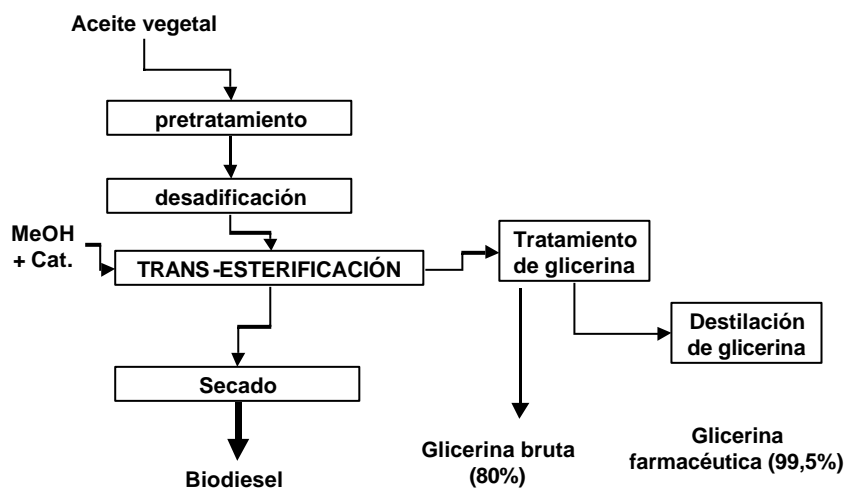 Aceite vegetal
pretratamiento
desadificación
MeOH
+ Cat.
TRANS-ESTERIFICACIÓN
Tratamiento
de glicerina
Destilación
de glicerina
Secado
Biodiesel
Glicerina bruta
(80%)
Glicerina
farmacéutica (99,5%)